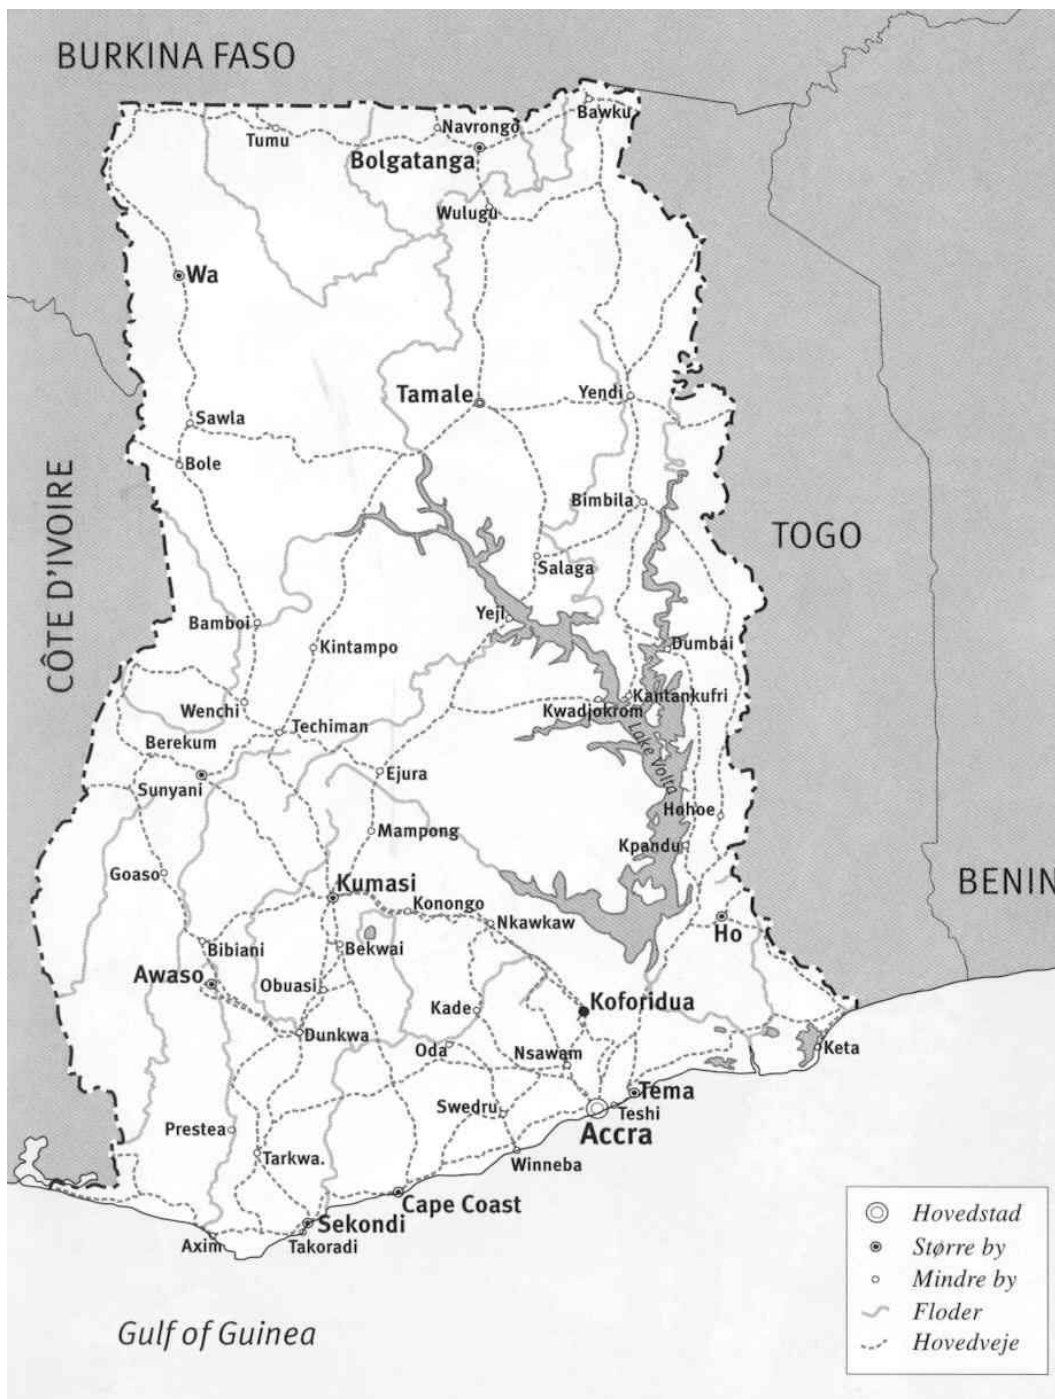 BURKINA FASO
Bawku
Navrongo
Tumu
Bolgatanga
Wulugu
Wa
Tamale
Yendi
Sawla
Bole
CÔTE D'IVOIRE
Bimbila
TOGO
Salaga
Yeji
Bamboi
Kintampo
Dumbai
Kantankufri
Wenchi
Kwadjokrom
Techiman
Berekum
Lake Volta
Ejura
Sunyani
Hohoe
Mampong
Kpandu
Goaso
Kumasi
BENIN
Konongo
Nkawkaw
Ho
Bibiani
Bekwai
Awaso
Obuasi
Kade
Koforidua
Dunkwa
Oda
Nsawam
Keta
Tema
Swedru
Teshi
Prestea
Accra
Tarkwa.
Winneba
Cape Coast
Sekondi
Axim
Takoradi
Gulf of Guinea
Hovedstad
Større by
Mindre by
Floder
Hovedveje